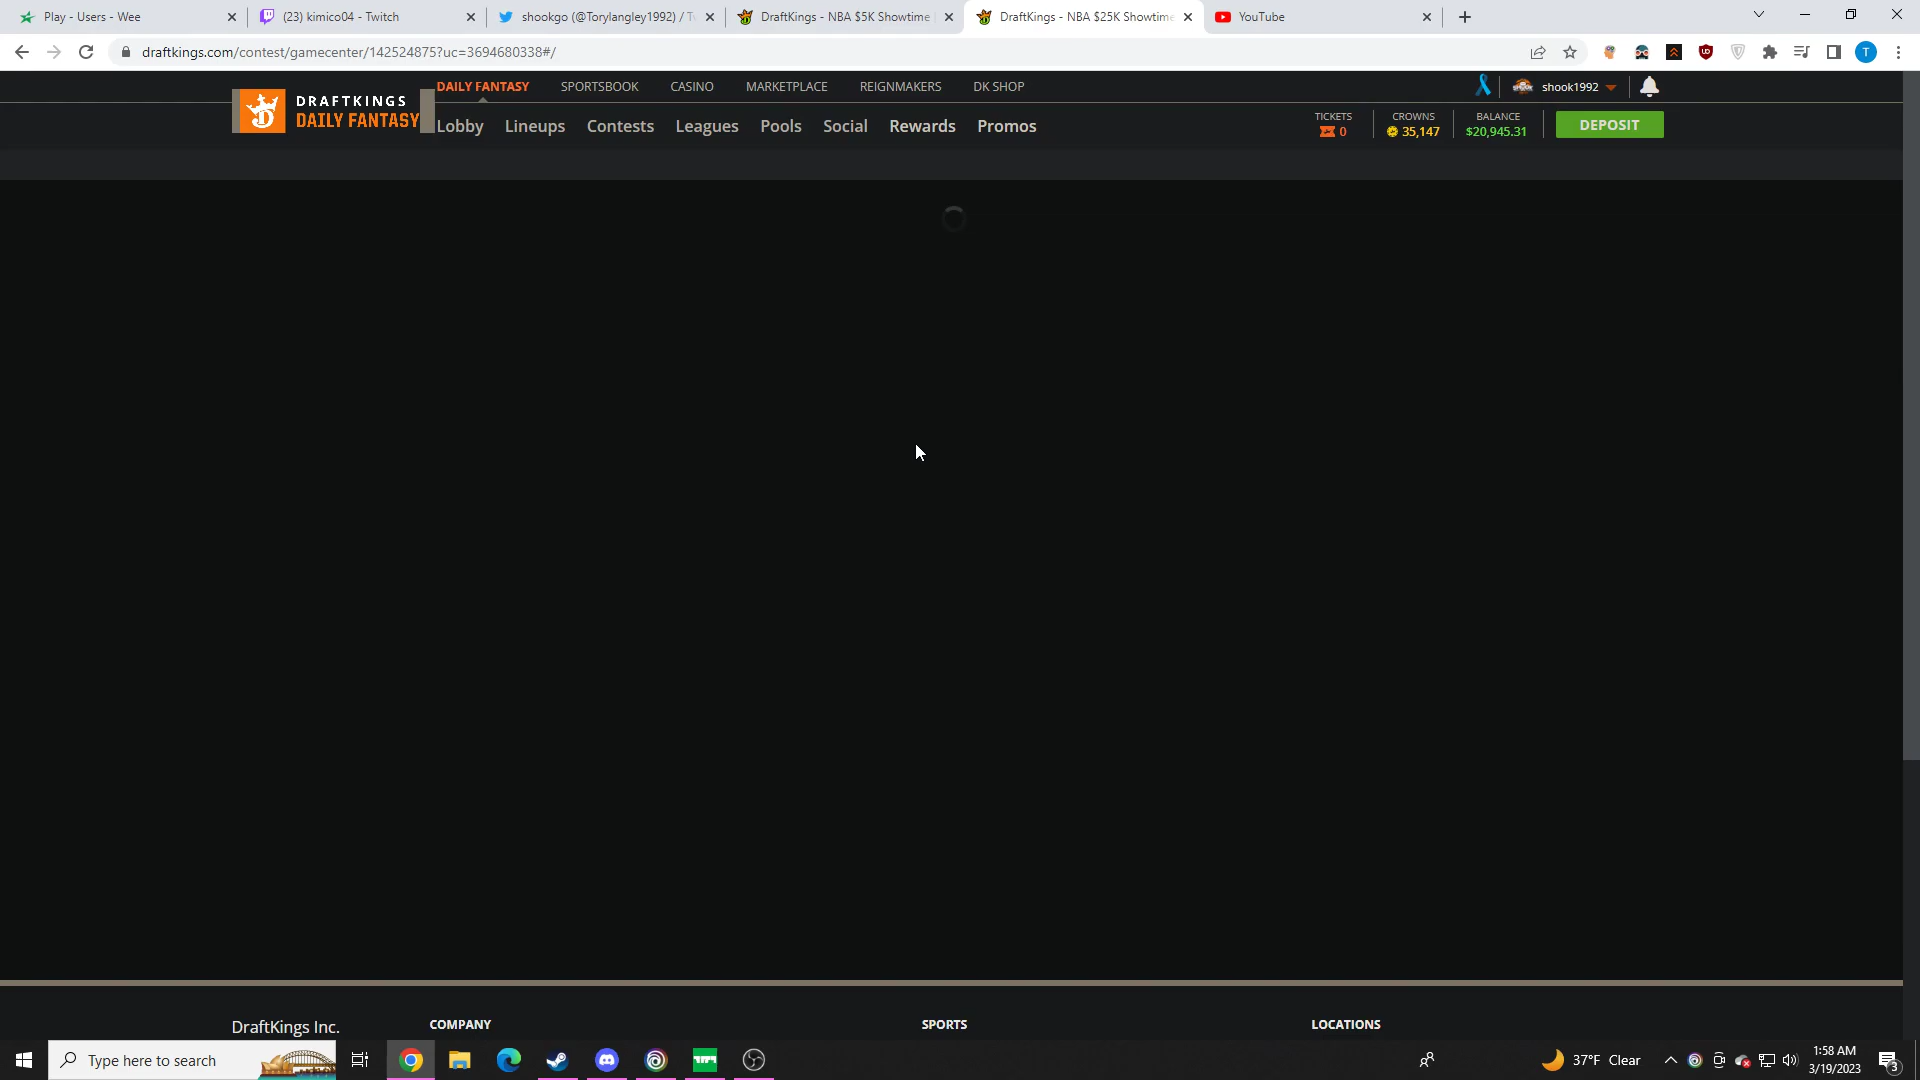 Play - Users - Wee
(23) kimico04 - Twitch
shookgo (@Torylangley1992) / Tw
DraftKings - NBA $5K Showtime
DraftKings - NBA $25K Showtime
YouTube
draftkings.com/contest/gamecenter/142524875?uc=3694680338#/
T
DRAFTKINGS
DAILY FANTASY
DAILY FANTASY
SPORTSBOOK
CASINO
MARKETPLACE
REIGNMAKERS
DK SHOP
shook1992
Lobby
Lineups
Contests
Leagues
Pools
Social
Rewards
Promos
TICKETS
0
CROWNS
35,147
BALANCE
$20,945.31
DEPOSIT
DraftKings Inc.
COMPANY
SPORTS
LOCATIONS
Type here to search
37°F Clear
1:58 AM
3/19/2023
3